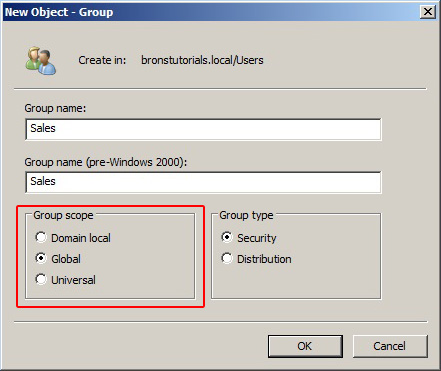 New Object - Group
Create in: bronstutorials.local/Users
Group name:
Sales
Group name (pre-Windows 2000):
Sales
Group scope
Domain local
Global
Universal
Group type
Security
Distribution
OK
Cancel